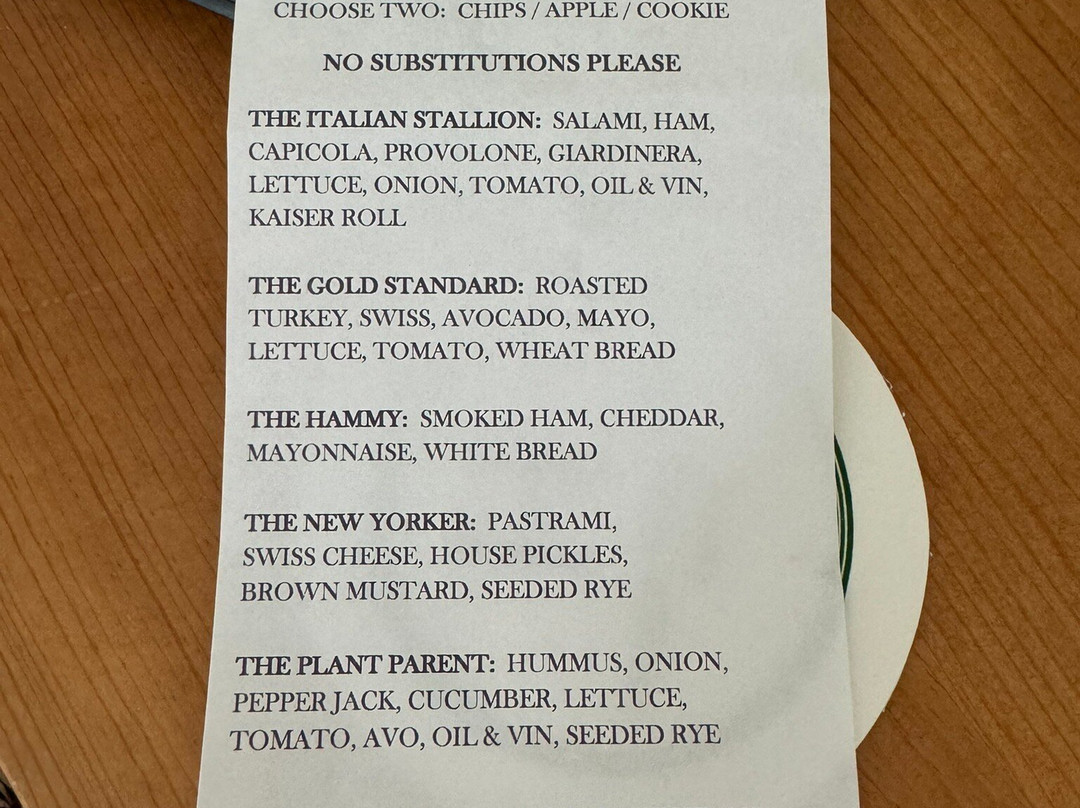 CHOOSE TWO: CHIPS / APPLE / COOKIE
NO SUBSTITUTIONS PLEASE
THE ITALIAN STALLION: SALAMI, HAM,
CAPICOLA, PROVOLONE, GIARDINERA,
LETTUCE, ONION, TOMATO, OIL & VIN,
KAISER ROLL
THE GOLD STANDARD: ROASTED
TURKEY, SWISS, AVOCADO, MAYO,
LETTUCE, TOMATO, WHEAT BREAD
THE HAMMY: SMOKED HAM, CHEDDAR,
MAYONNAISE, WHITE BREAD
THE NEW YORKER: PASTRAMI,
SWISS CHEESE, HOUSE PICKLES,
BROWN MUSTARD, SEEDED RYE
THE PLANT PARENT: HUMMUS, ONION,
PEPPER JACK, CUCUMBER, LETTUCE,
TOMATO, AVO, OIL & VIN, SEEDED RYE